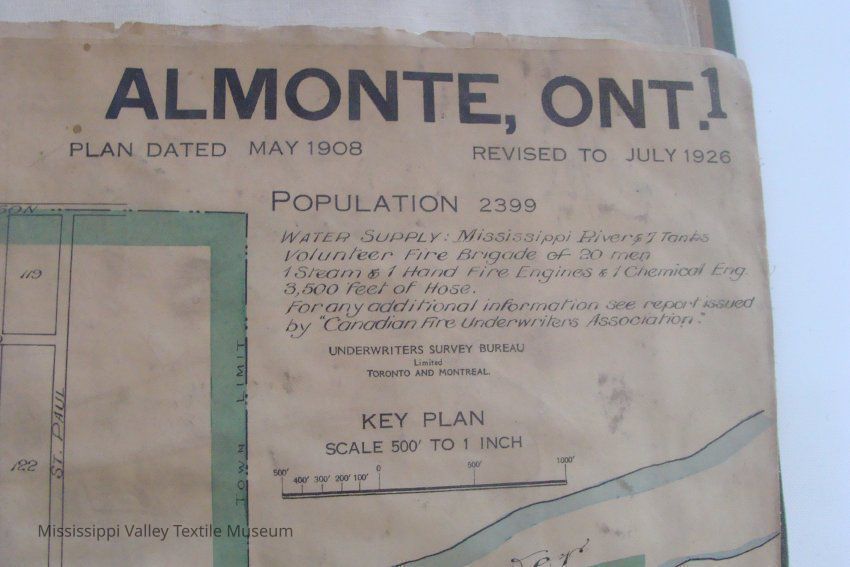 ALMONTE, ONT. 1
PLAN DATED MAY 1908
REVISED TO JULY 1926
POPULATION 2399
WATER SUPPLY: Mississippi River & 7 Tanks
Volunteer Fire Brigade of 20 men
1 Steam & 1 Hand Fire Engines & 1 Chemical Eng.
3,500 feet of Hose.
For any additional information see report issued
by "Canadian Fire Underwriters Association."
UNDERWRITERS SURVEY BUREAU
Limited
TORONTO AND MONTREAL.
KEY PLAN
SCALE 500' TO 1 INCH
500' 400' 300' 200' 100' 0 500' 1000'
SON
119
TOWN LIMIT
ST. PAUL
122
Mississippi Valley Textile Museum